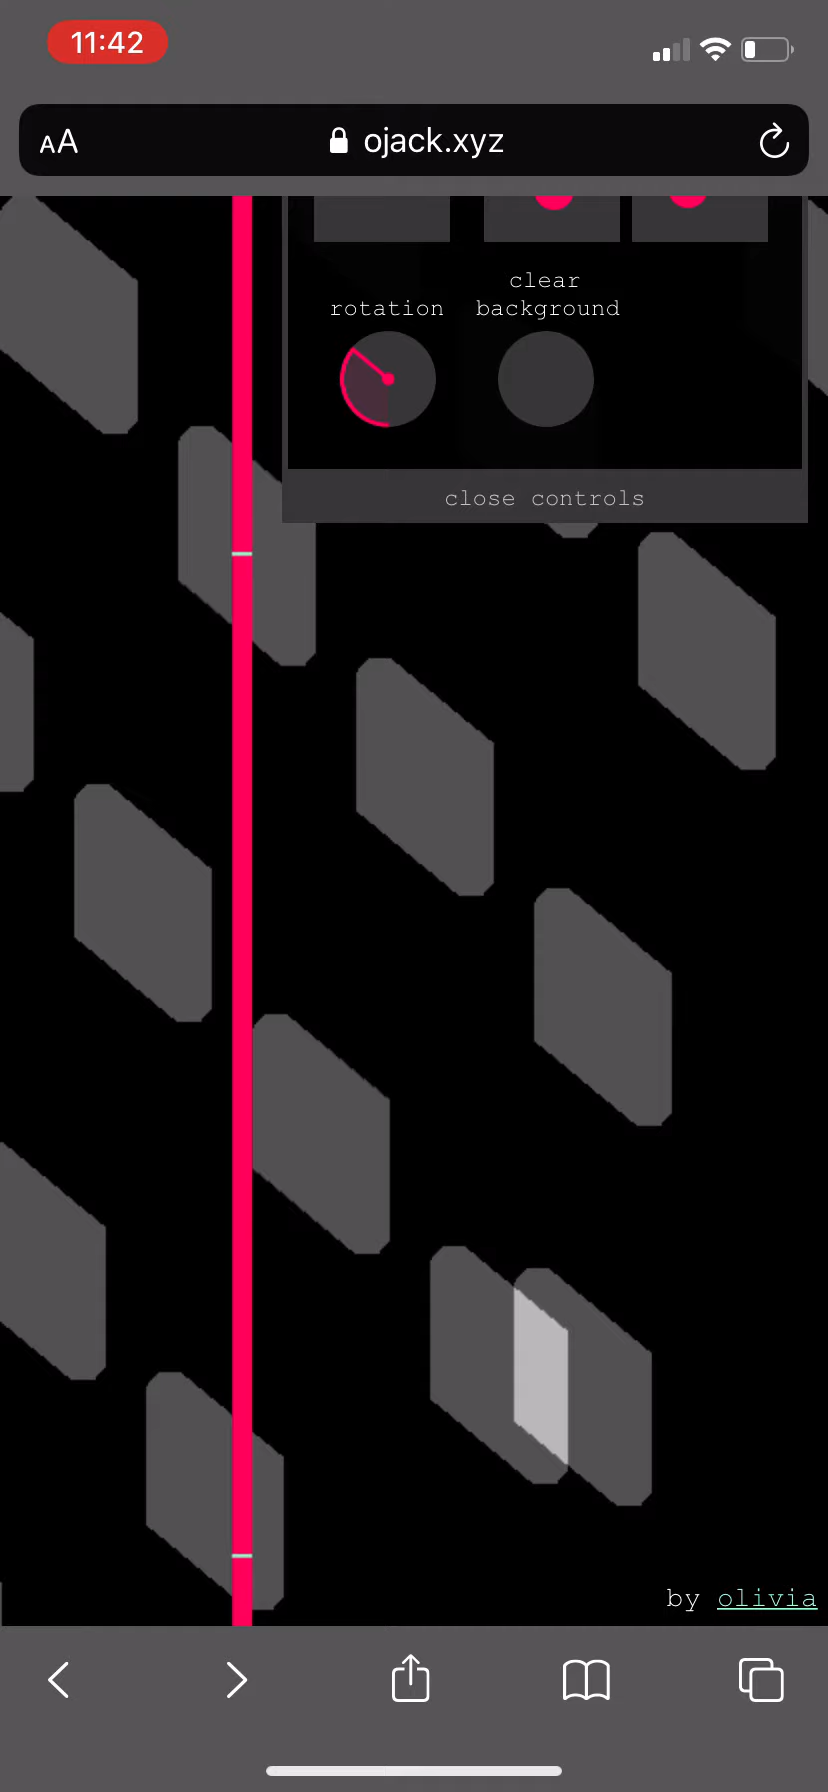 11:42
AA
ojack.xyz
clear
rotation background
close controls
by olivia